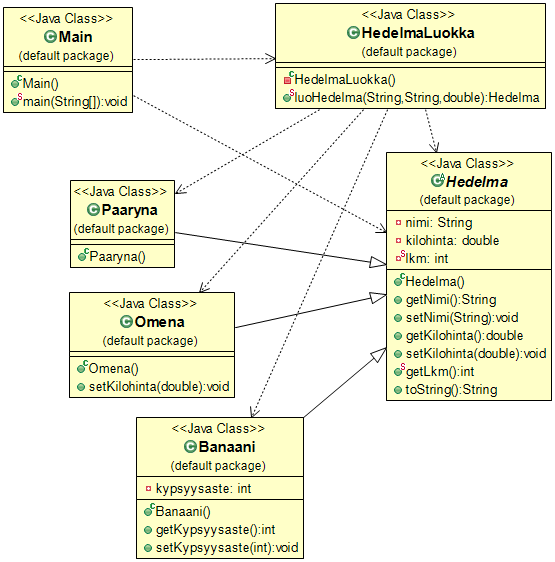 <<Java Class>>
Main
(default package)
Main()
main(String[]):void
<<Java Class>>
HedelmaLuokka
(default package)
HedelmaLuokka()
luoHedelma(String,String,double):Hedelma
<<Java Class>>
Hedelma
(default package)
nimi: String
kilohinta: double
lkm: int
Hedelma()
getNimi():String
setNimi(String):void
getKilohinta():double
setKilohinta(double):void
getLkm():int
toString():String
<<Java Class>>
Paaryna
(default package)
Paaryna()
<<Java Class>>
Omena
(default package)
Omena()
setKilohinta(double):void
<<Java Class>>
Banaani
(default package)
kypsyysaste: int
Banaani()
getKypsyysaste():int
setKypsyysaste(int):void